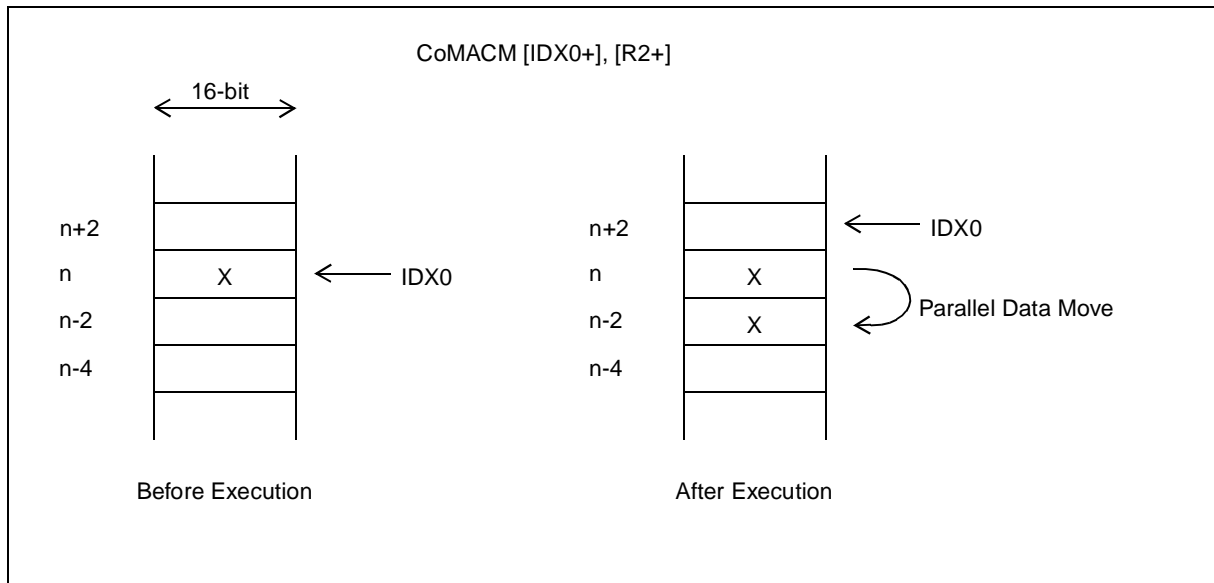 CoMACM [IDX0+], [R2+]
16-bit
n+2
n
X
IDX0
n-2
n-4
Before Execution
n+2
IDX0
n
X
n-2
X
Parallel Data Move
n-4
After Execution